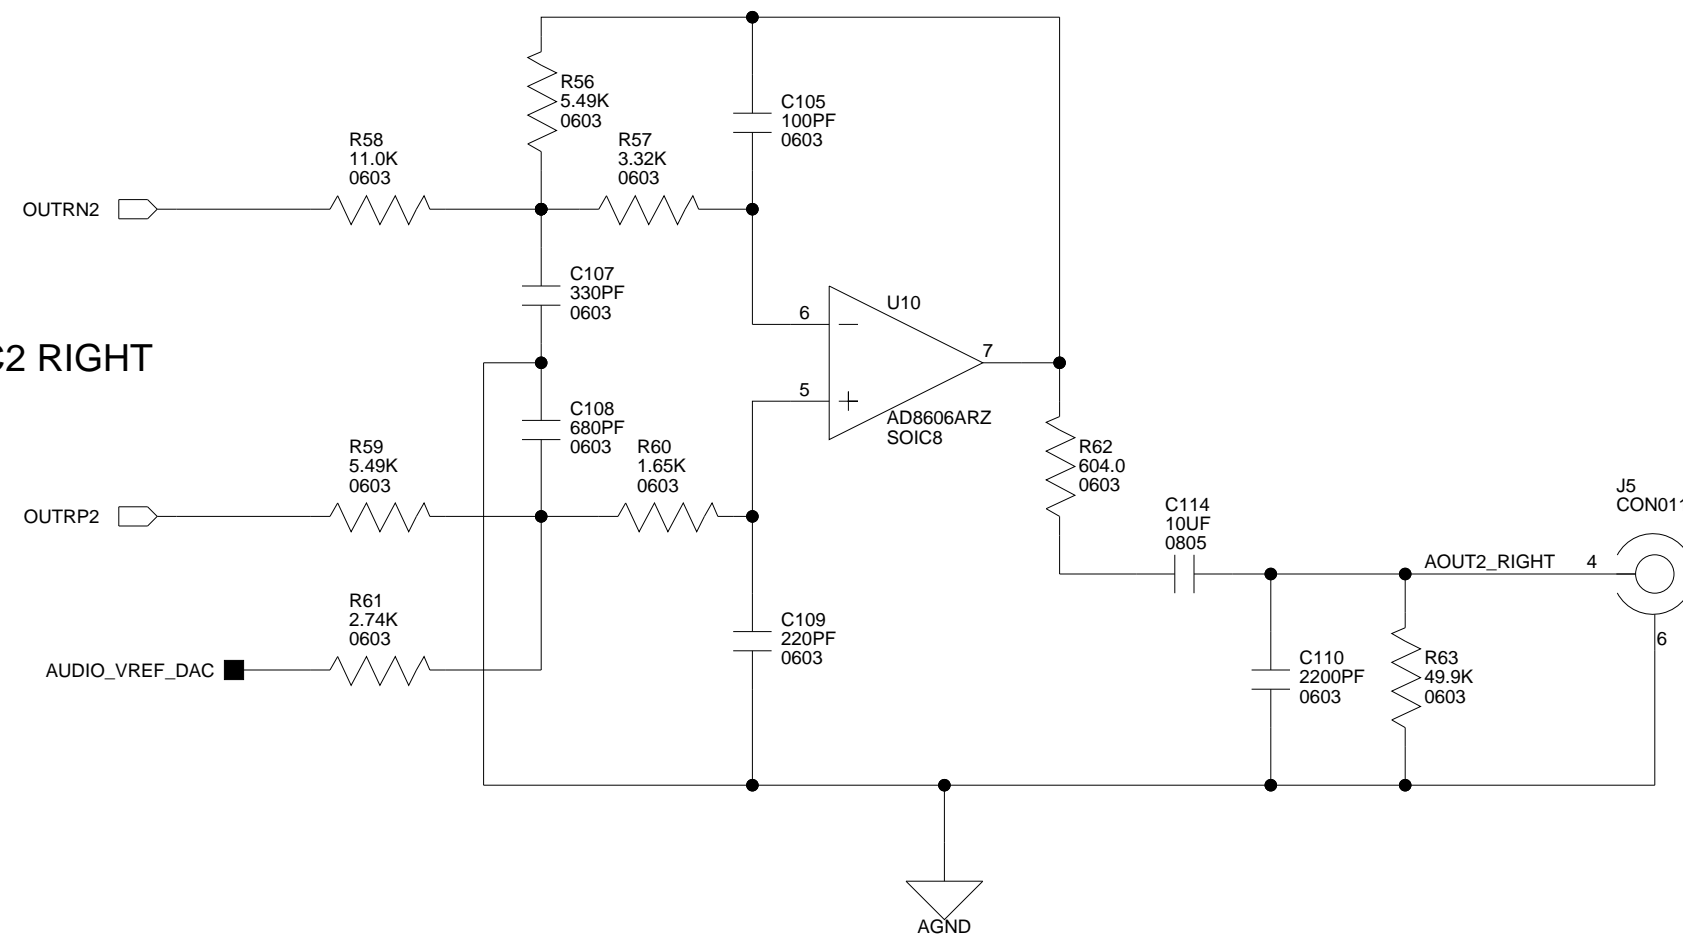 R56
5.49K
0603
C105
100PF
0603
R58
11.0K
0603
R57
3.32K
0603
OUTRN2
C107
330PF
0603
6
U10
7
5
AD8606ARZ
SOIC8
RIGHT
C108
680PF
0603
R59
5.49K
0603
R60
1.65K
0603
OUTRP2
R62
604.0
0603
C114
10UF
0805
J5
CON011
AOUT2_RIGHT
4
6
R61
2.74K
0603
AUDIO_VREF_DAC
C109
220PF
0603
C110
2200PF
0603
R63
49.9K
0603
AGND